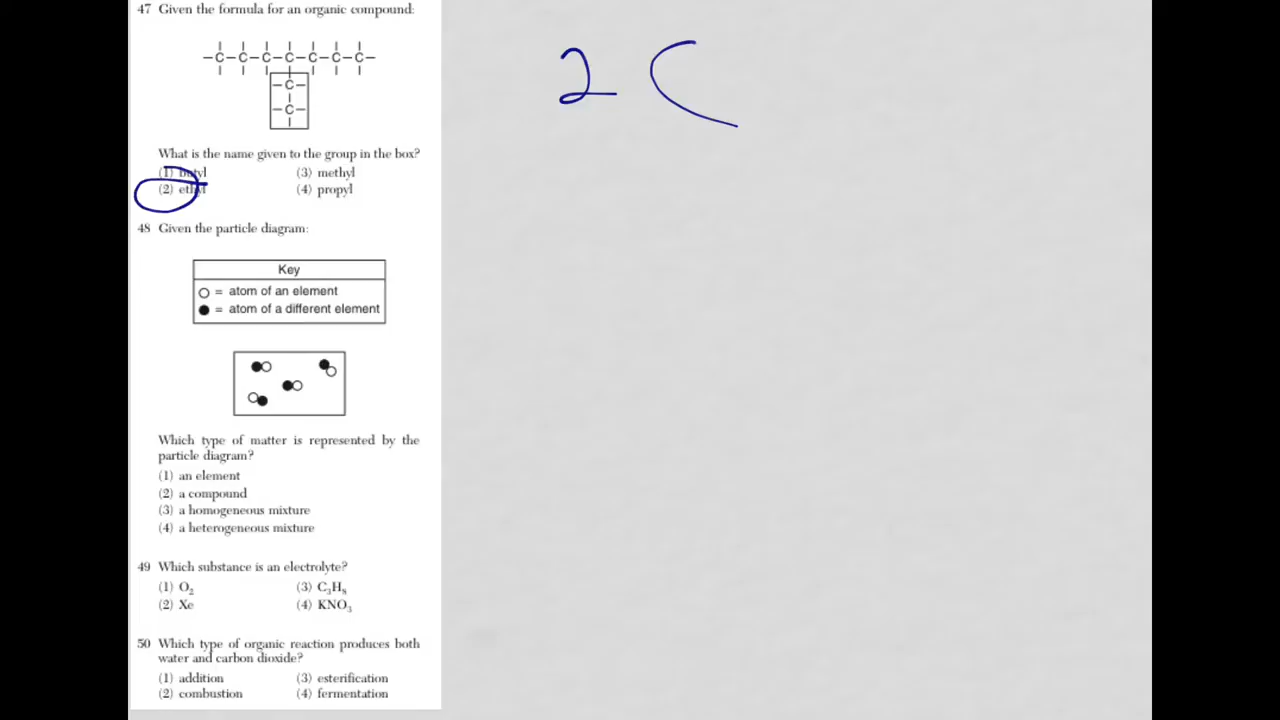 47 Given the formula for an organic compound:
–C–C–C–C–C–C–C–
–C–
–C–
What is the name given to the group in the box?
(1) butyl (3) methyl
(2) ethyl (4) propyl
2 C
48 Given the particle diagram:
Key
= atom of an element
= atom of a different element
Which type of matter is represented by the
particle diagram?
(1) an element
(2) a compound
(3) a homogeneous mixture
(4) a heterogeneous mixture
49 Which substance is an electrolyte?
(1) O₂ (3) C₃H₈
(2) Xe (4) KNO₃
50 Which type of organic reaction produces both
water and carbon dioxide?
(1) addition (3) esterification
(2) combustion (4) fermentation